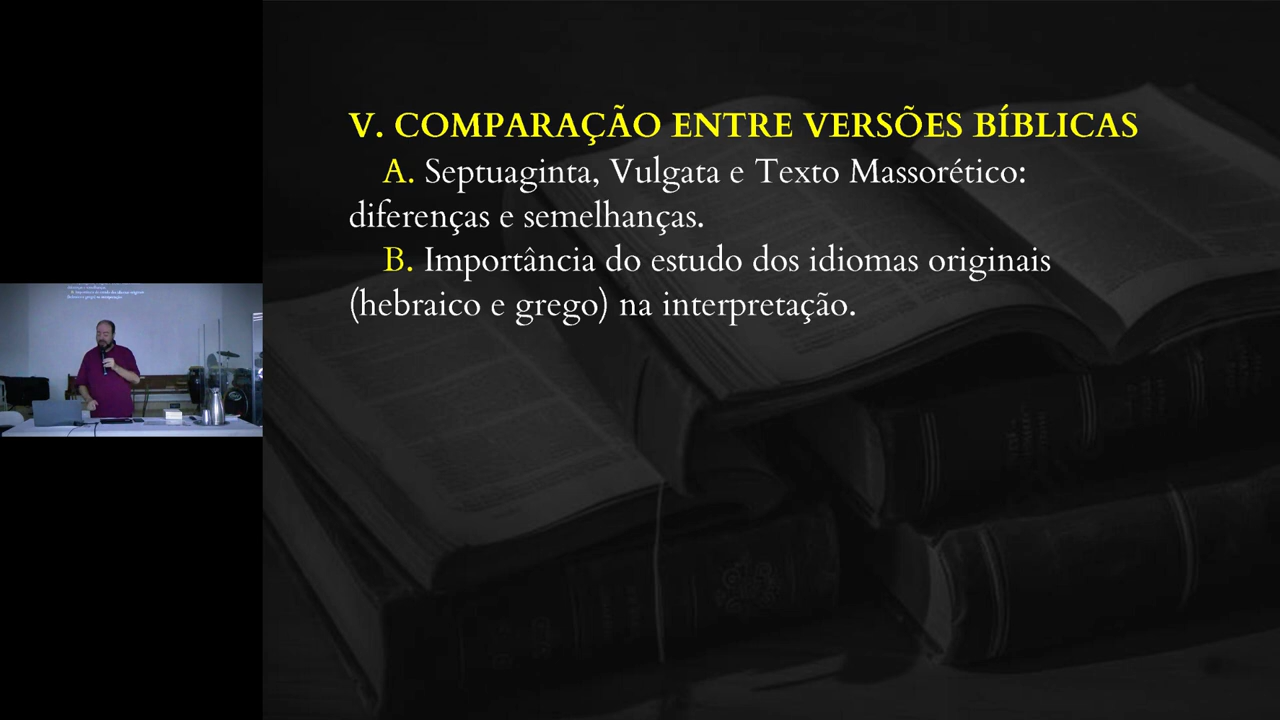 V. COMPARAÇÃO ENTRE VERSÕES BÍBLICAS
A. Septuaginta, Vulgata e Texto Massorético:
diferenças e semelhanças.
B. Importância do estudo dos idiomas originais
(hebraico e grego) na interpretação.